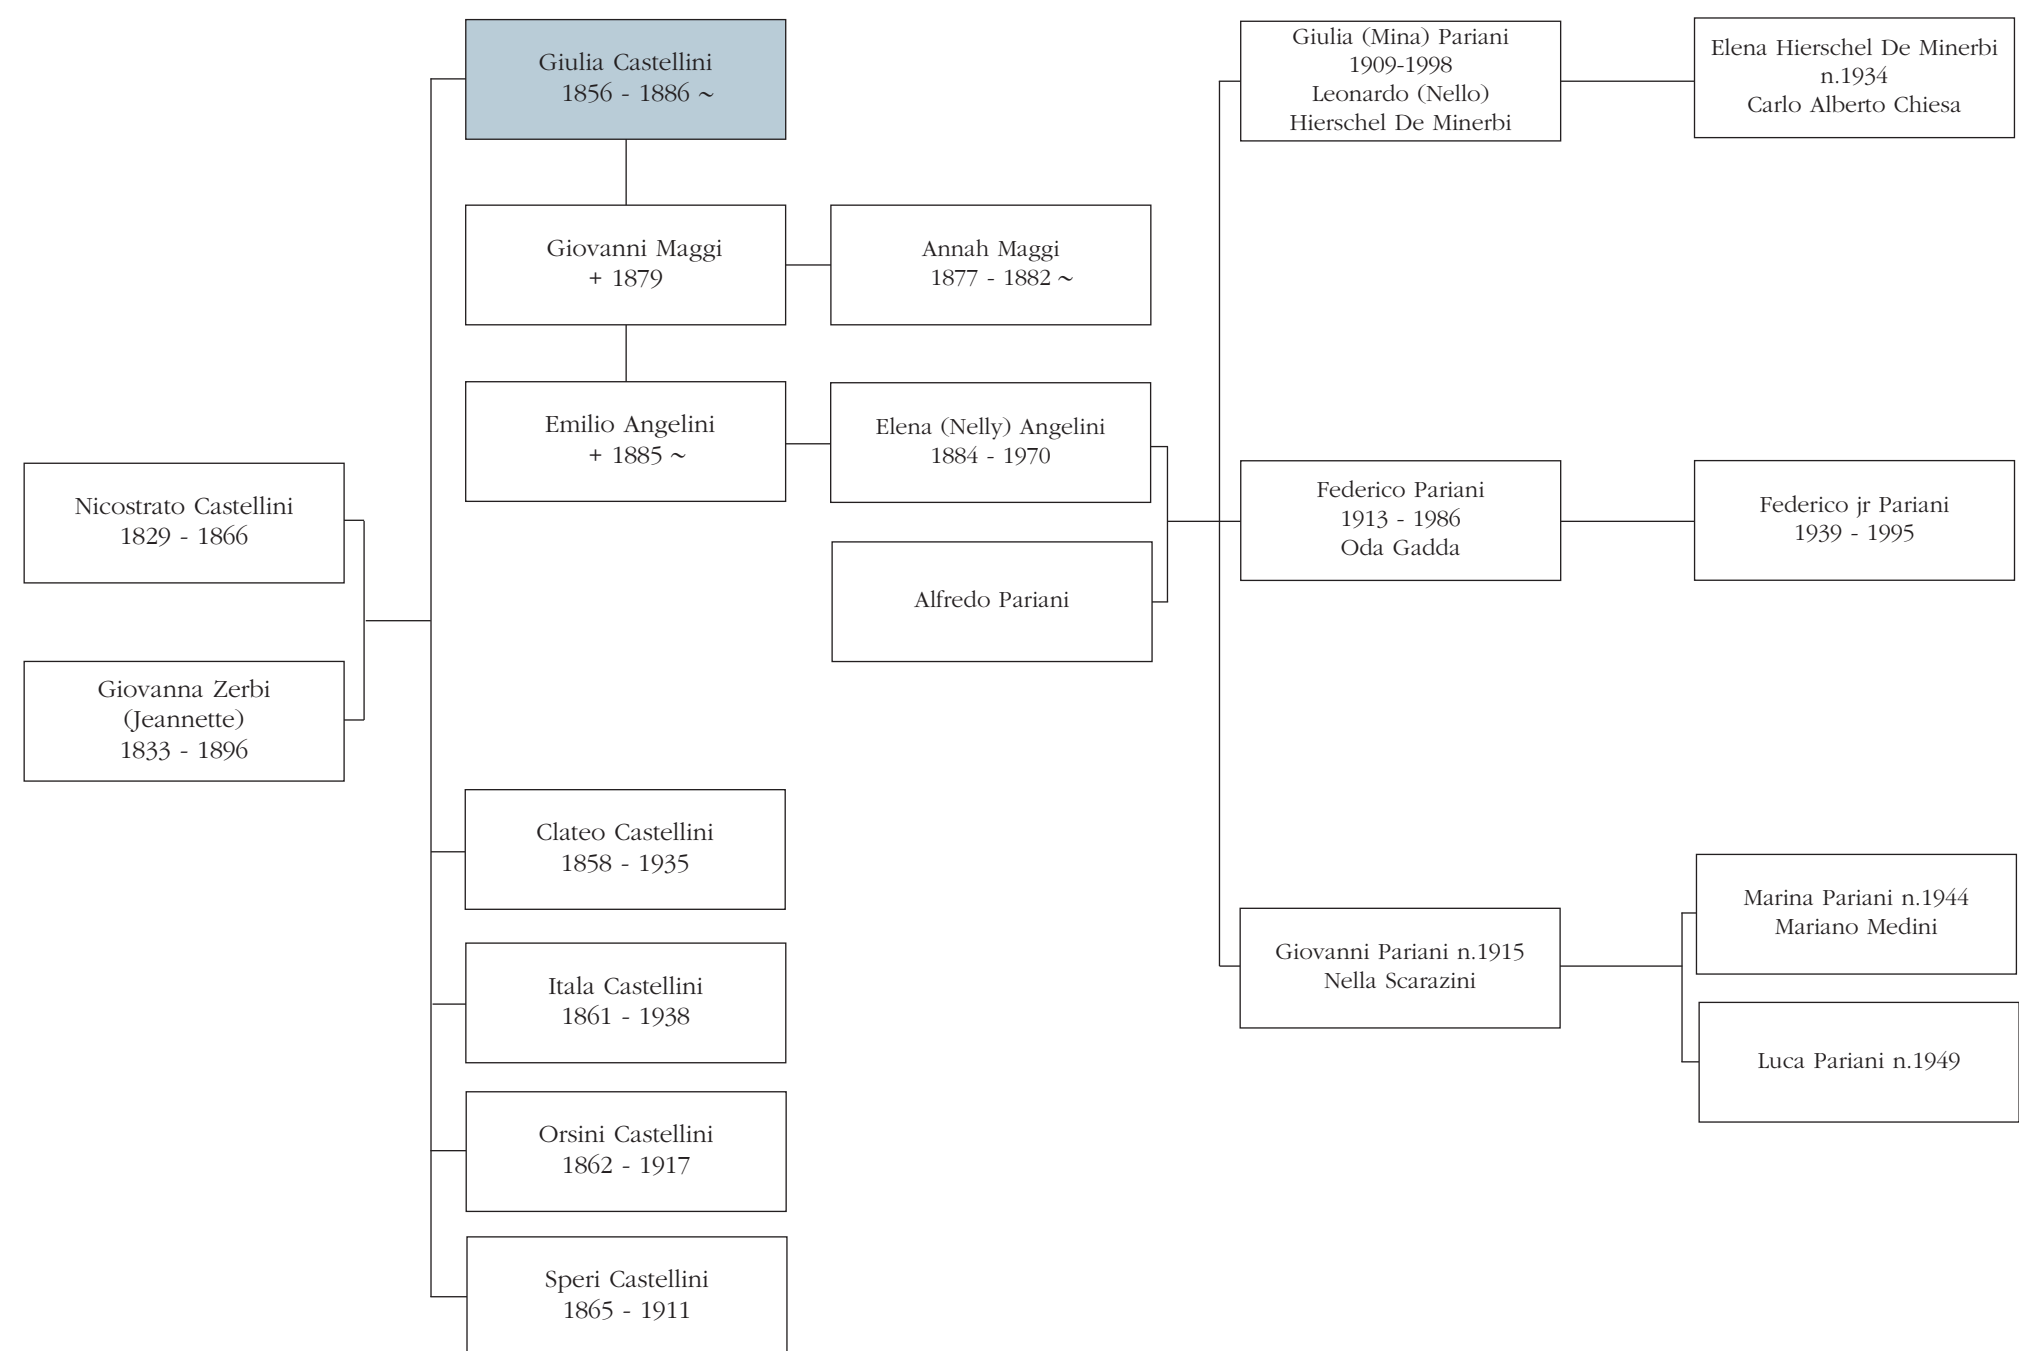 Giulia Castellini
1856 - 1886 ~
Giovanni Maggi
+ 1879
Annah Maggi
1877 - 1882 ~
Emilio Angelini
+ 1885 ~
Elena (Nelly) Angelini
1884 - 1970
Alfredo Pariani
Nicostrato Castellini
1829 - 1866
Giovanna Zerbi
(Jeannette)
1833 - 1896
Clateo Castellini
1858 - 1935
Itala Castellini
1861 - 1938
Orsini Castellini
1862 - 1917
Speri Castellini
1865 - 1911
Giulia (Mina) Pariani
1909-1998
Leonardo (Nello)
Hierschel De Minerbi
Elena Hierschel De Minerbi
n.1934
Carlo Alberto Chiesa
Federico Pariani
1913 - 1986
Oda Gadda
Federico jr Pariani
1939 - 1995
Giovanni Pariani n.1915
Nella Scarazini
Marina Pariani n.1944
Mariano Medini
Luca Pariani n.1949